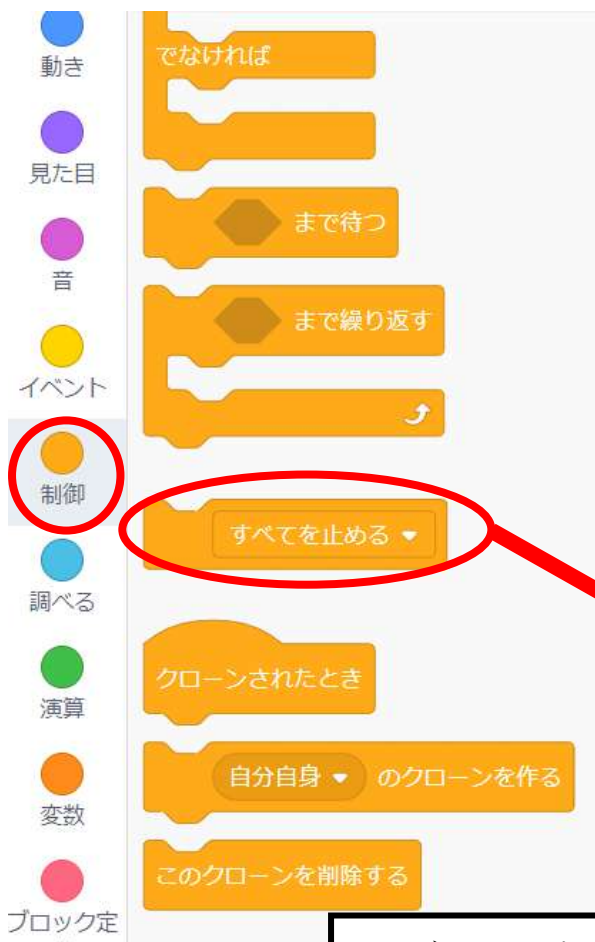 動き
見た目
音
イベント
制御
調べる
演算
変数
ブロック定
でなければ
まで待つ
まで繰り返す
すべてを止める
クローンされたとき
自分自身 のクローンを作る
このクローンを削除する